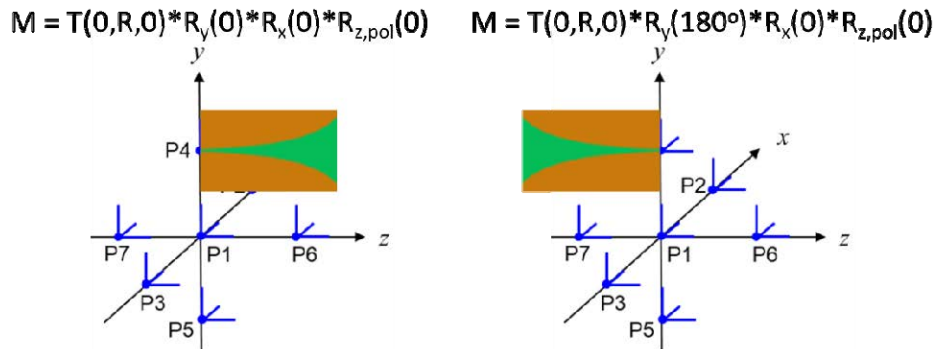 M = T(0,R,0)*Ry(0)*Rx(0)*Rz,pol(0)
M = T(0,R,0)*Ry(180º)*Rx(0)*Rz,pol(0)
y
P4
P7
P1
P6
z
P3
P5
y
x
P2
P7
P1
P6
z
P3
P5